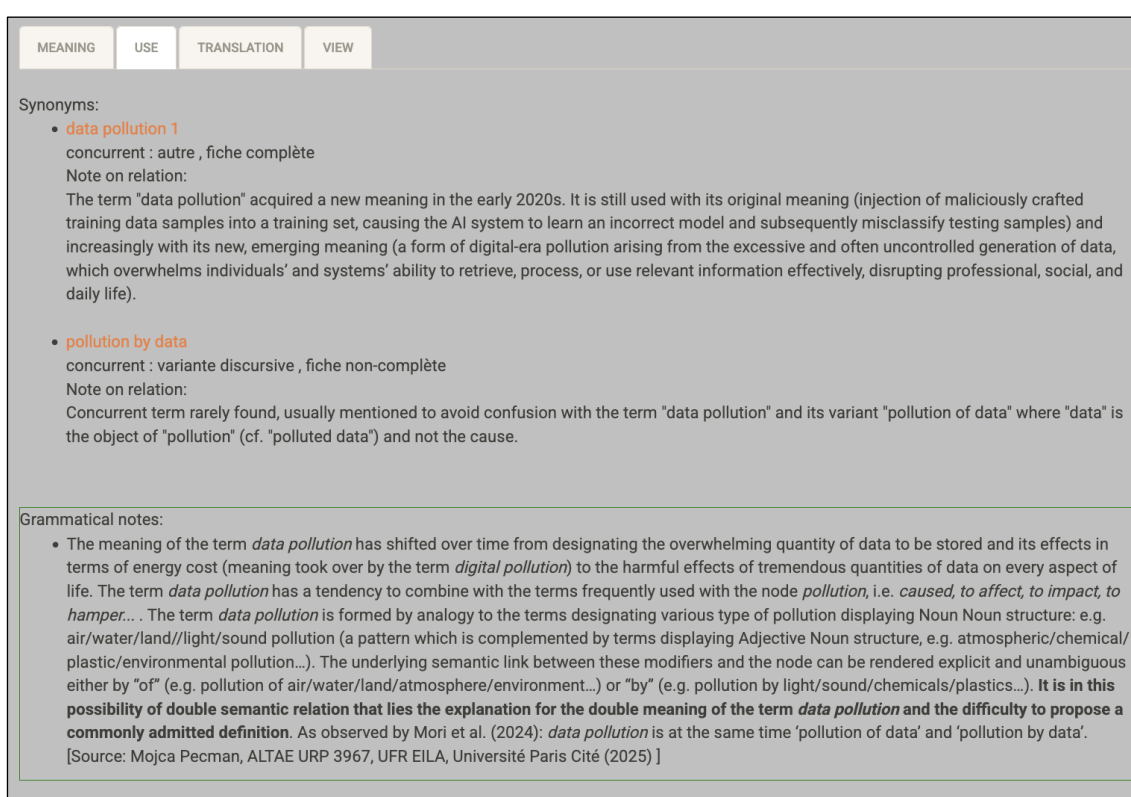 MEANING USE TRANSLATION VIEW
Synonyms:
• data pollution 1
concurrent : autre , fiche complète
Note on relation:
The term "data pollution" acquired a new meaning in the early 2020s. It is still used with its original meaning (injection of maliciously crafted
training data samples into a training set, causing the AI system to learn an incorrect model and subsequently misclassify testing samples) and
increasingly with its new, emerging meaning (a form of digital-era pollution arising from the excessive and often uncontrolled generation of data,
which overwhelms individuals’ and systems’ ability to retrieve, process, or use relevant information effectively, disrupting professional, social, and
daily life).
• pollution by data
concurrent : variante discursive , fiche non-complète
Note on relation:
Concurrent term rarely found, usually mentioned to avoid confusion with the term "data pollution" and its variant "pollution of data" where "data" is
the object of "pollution" (cf. "polluted data") and not the cause.
Grammatical notes:
• The meaning of the term data pollution has shifted over time from designating the overwhelming quantity of data to be stored and its effects in
terms of energy cost (meaning took over by the term digital pollution) to the harmful effects of tremendous quantities of data on every aspect of
life. The term data pollution has a tendency to combine with the terms frequently used with the node pollution, i.e. caused, to affect, to impact, to
hamper... . The term data pollution is formed by analogy to the terms designating various type of pollution displaying Noun Noun structure: e.g.
air/water/land//light/sound pollution (a pattern which is complemented by terms displaying Adjective Noun structure, e.g. atmospheric/chemical/
plastic/environmental pollution…). The underlying semantic link between these modifiers and the node can be rendered explicit and unambiguous
either by “of” (e.g. pollution of air/water/land/atmosphere/environment…) or “by” (e.g. pollution by light/sound/chemicals/plastics…). It is in this
possibility of double semantic relation that lies the explanation for the double meaning of the term data pollution and the difficulty to propose a
commonly admitted definition. As observed by Mori et al. (2024): data pollution is at the same time ‘pollution of data’ and ‘pollution by data’.
[Source: Mojca Pecman, ALTAE URP 3967, UFR EILA, Université Paris Cité (2025) ]